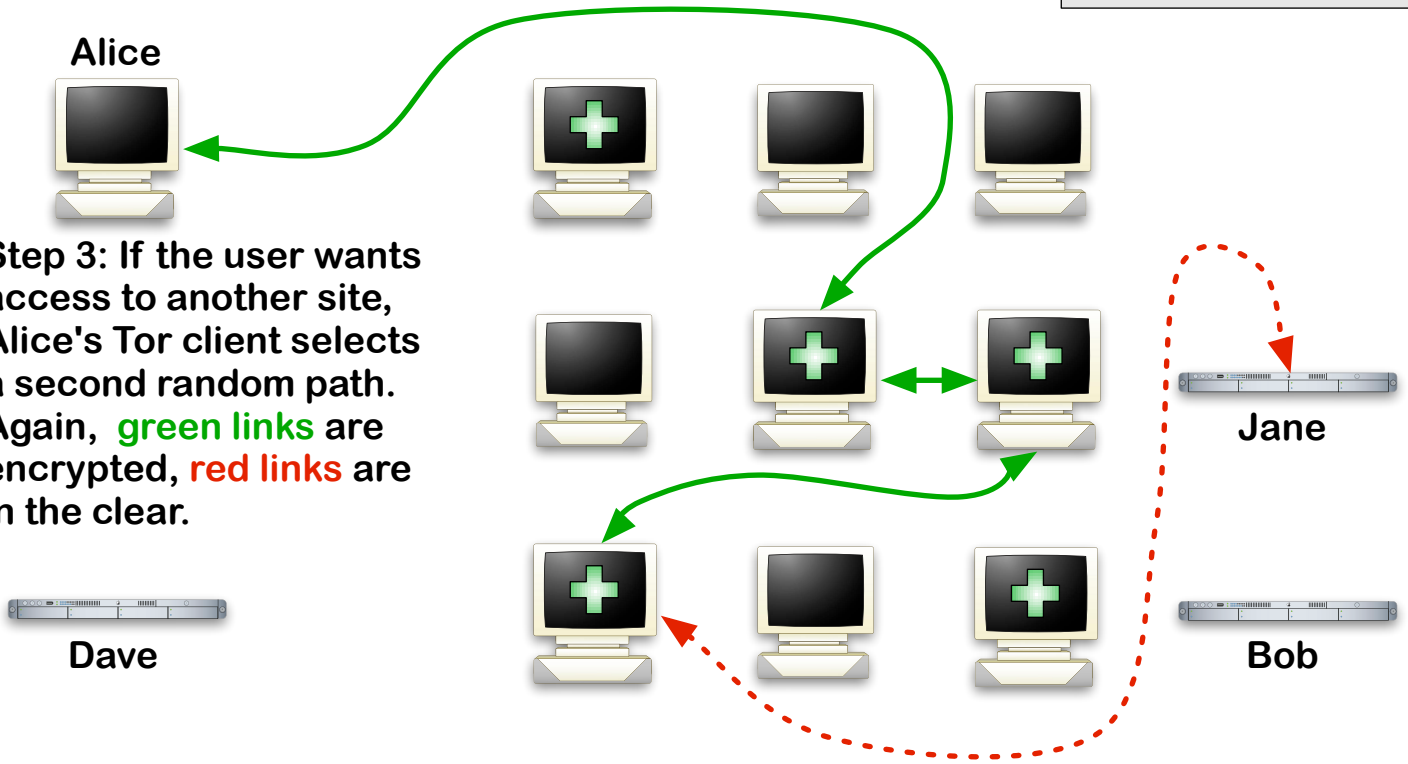 Alice
Step 3: If the user wants
access to another site,
Alice's Tor client selects
a second random path.
Again, green links are
encrypted, red links are
in the clear.
Jane
Dave
Bob